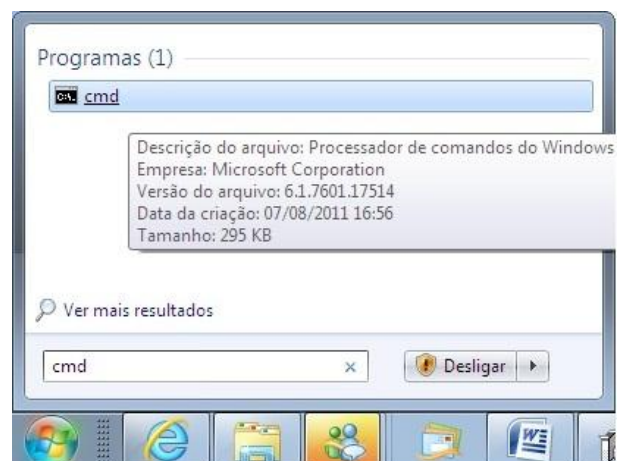 Programas (1)
cmd
Descrição do arquivo: Processador de comandos do Windows
Empresa: Microsoft Corporation
Versão do arquivo: 6.1.7601.17514
Data da criação: 07/08/2011 16:56
Tamanho: 295 KB
Ver mais resultados
cmd
Desligar